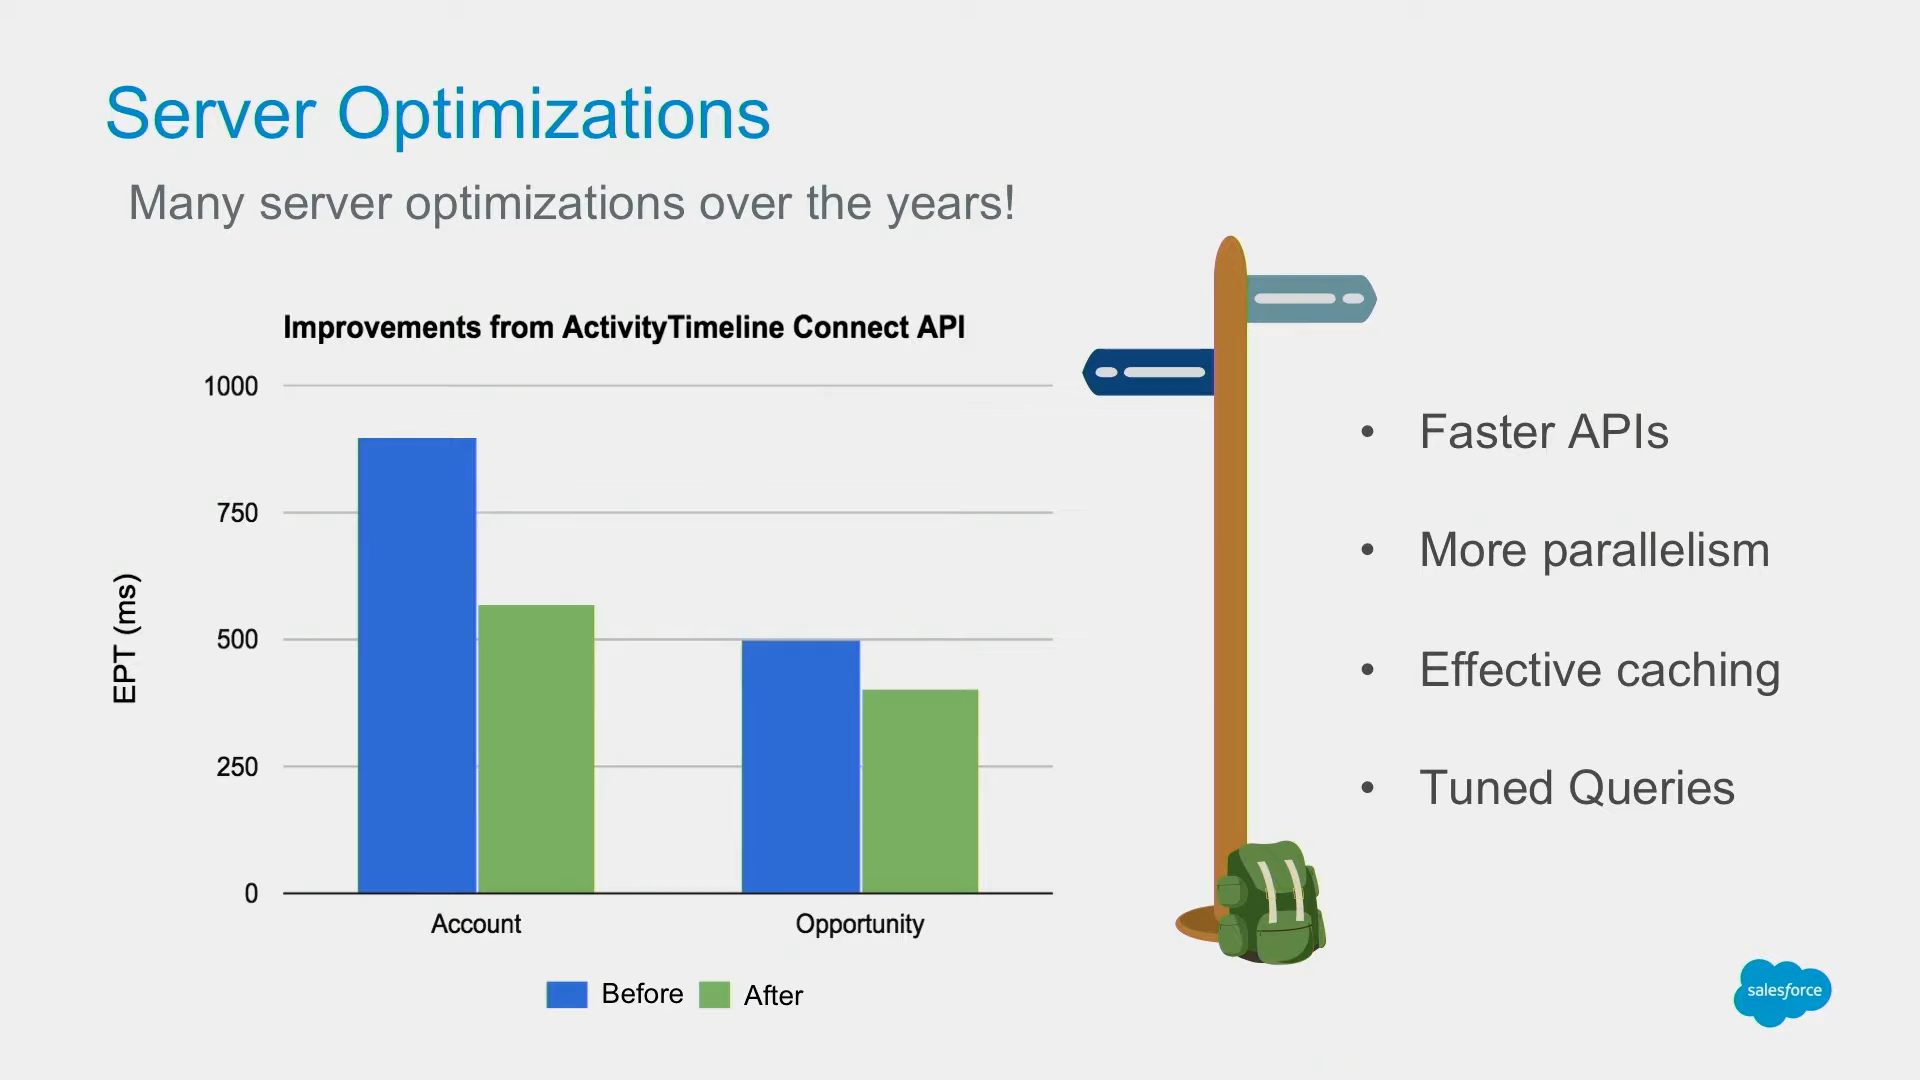 Server Optimizations
Many server optimizations over the years!
Improvements from ActivityTimeline Connect API
1000
750
500
250
0
EPT (ms)
Account
Opportunity
Before
After
• Faster APIs
• More parallelism
• Effective caching
• Tuned Queries
salesforce